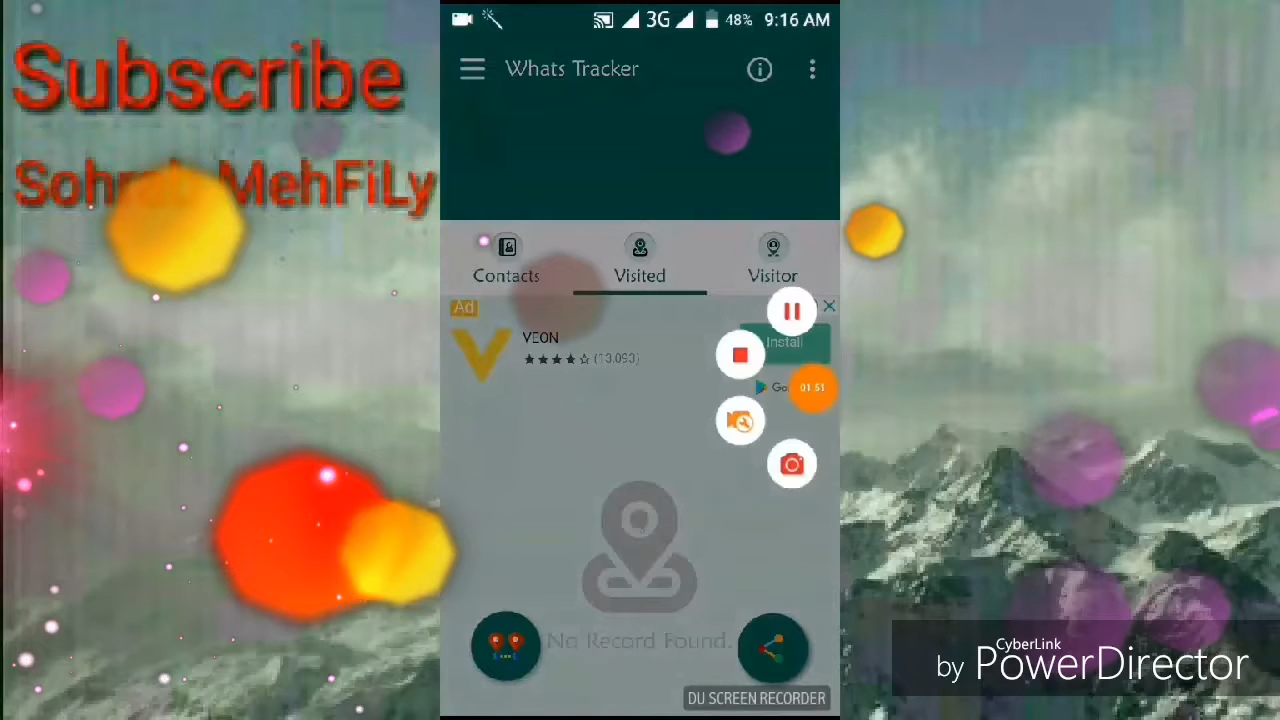 Subscribe
MehFiLy
3G 48% 9:16 AM
Whats Tracker
Contacts Visited Visitor
Ad
VEON
(13,093)
Install
01:51
No Record Found.
DU SCREEN RECORDER
CyberLink
by PowerDirector